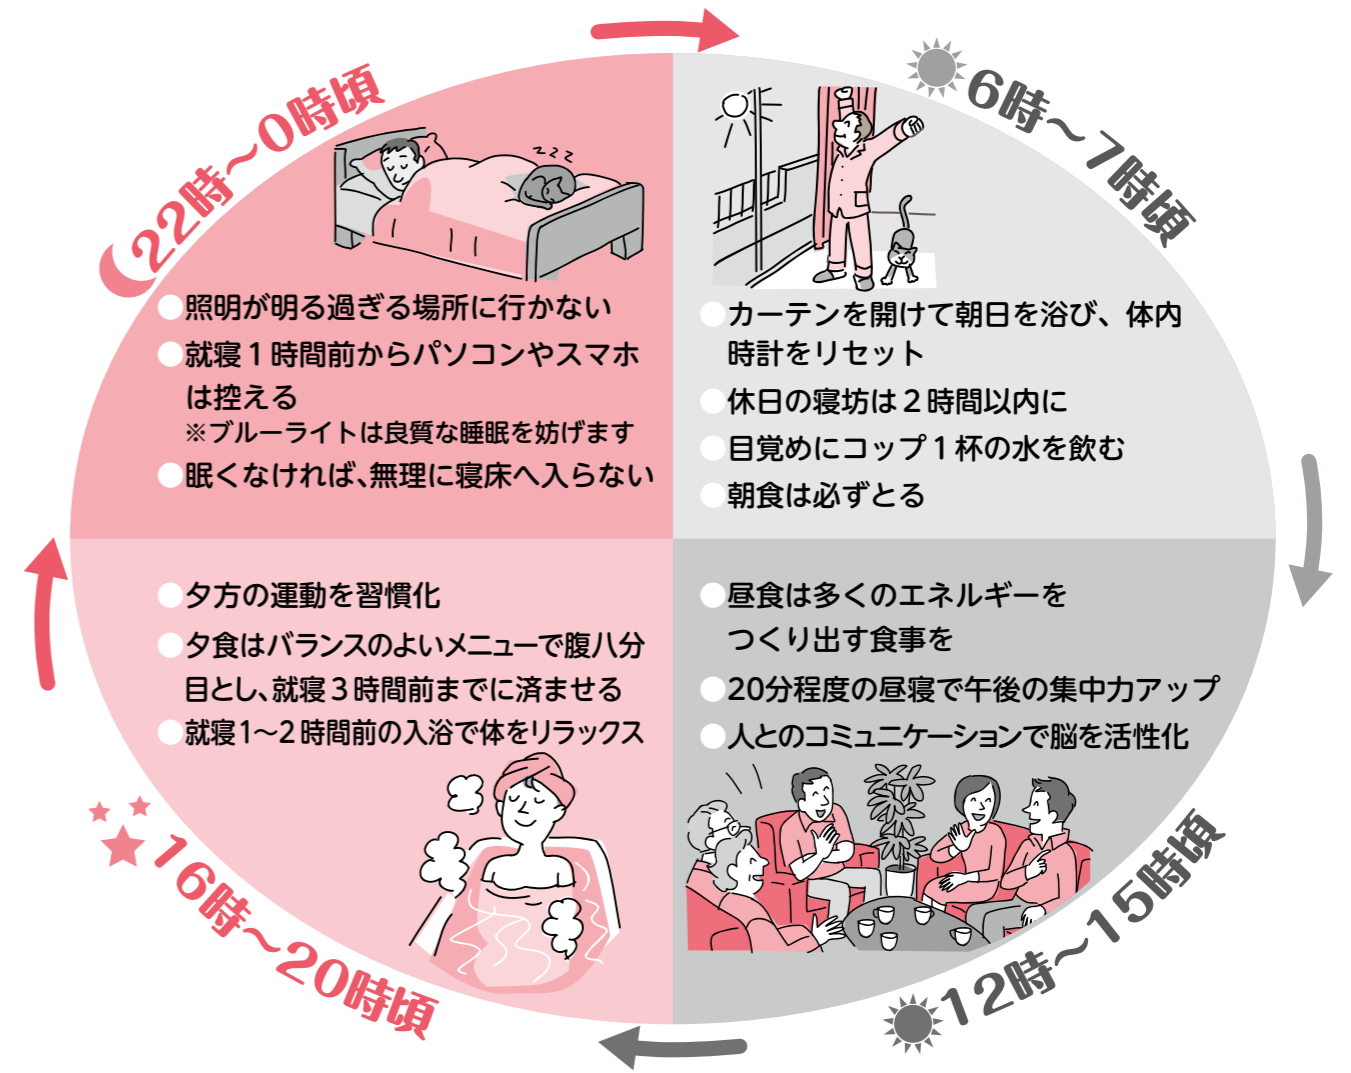 22時～0時頃
zzz
●照明が明る過ぎる場所に行かない
●就寝1時間前からパソコンやスマホ
は控える
※ブルーライトは良質な睡眠を妨げます
●眠くなければ、無理に寝床へ入らない
6時～7時頃
●カーテンを開けて朝日を浴び、体内
時計をリセット
●休日の寝坊は2時間以内に
●目覚めにコップ1杯の水を飲む
●朝食は必ずとる
●昼食は多くのエネルギーを
つくり出す食事を
●20分程度の昼寝で午後の集中力アップ
●人とのコミュニケーションで脳を活性化
12時～15時頃
●夕方の運動を習慣化
●夕食はバランスのよいメニューで腹八分
目とし、就寝3時間前までに済ませる
●就寝1～2時間前の入浴で体をリラックス
16時～20時頃